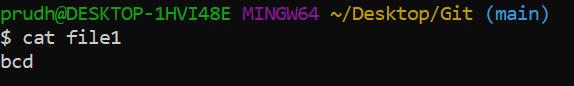 prudh@DESKTOP-1HVI48E MINGW64 ~/Desktop/Git (main)
$ cat file1
bcd